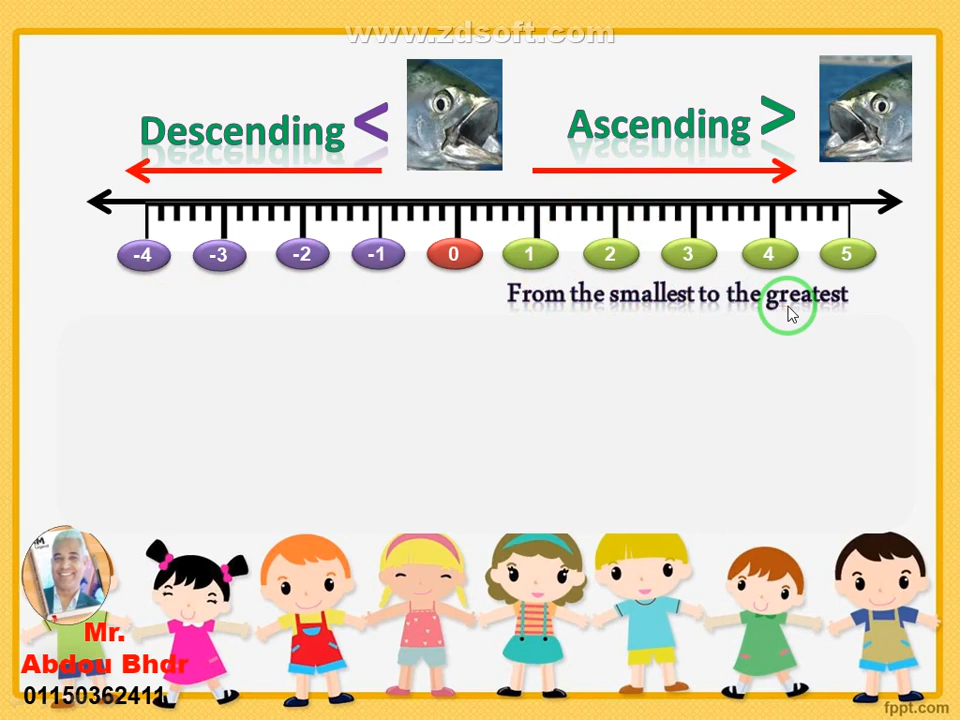 www.zdsoft.com
Descending < Ascending >
-4 -3 -2 -1 0 1 2 3 4 5
From the smallest to the greatest
Mr.
Abdou Bhdr
01150362411
fppt.com